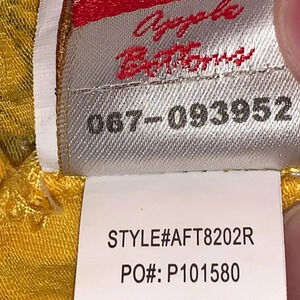 Apple
Bottoms
067-093952
STYLE#AFT8202R
PO#: P101580